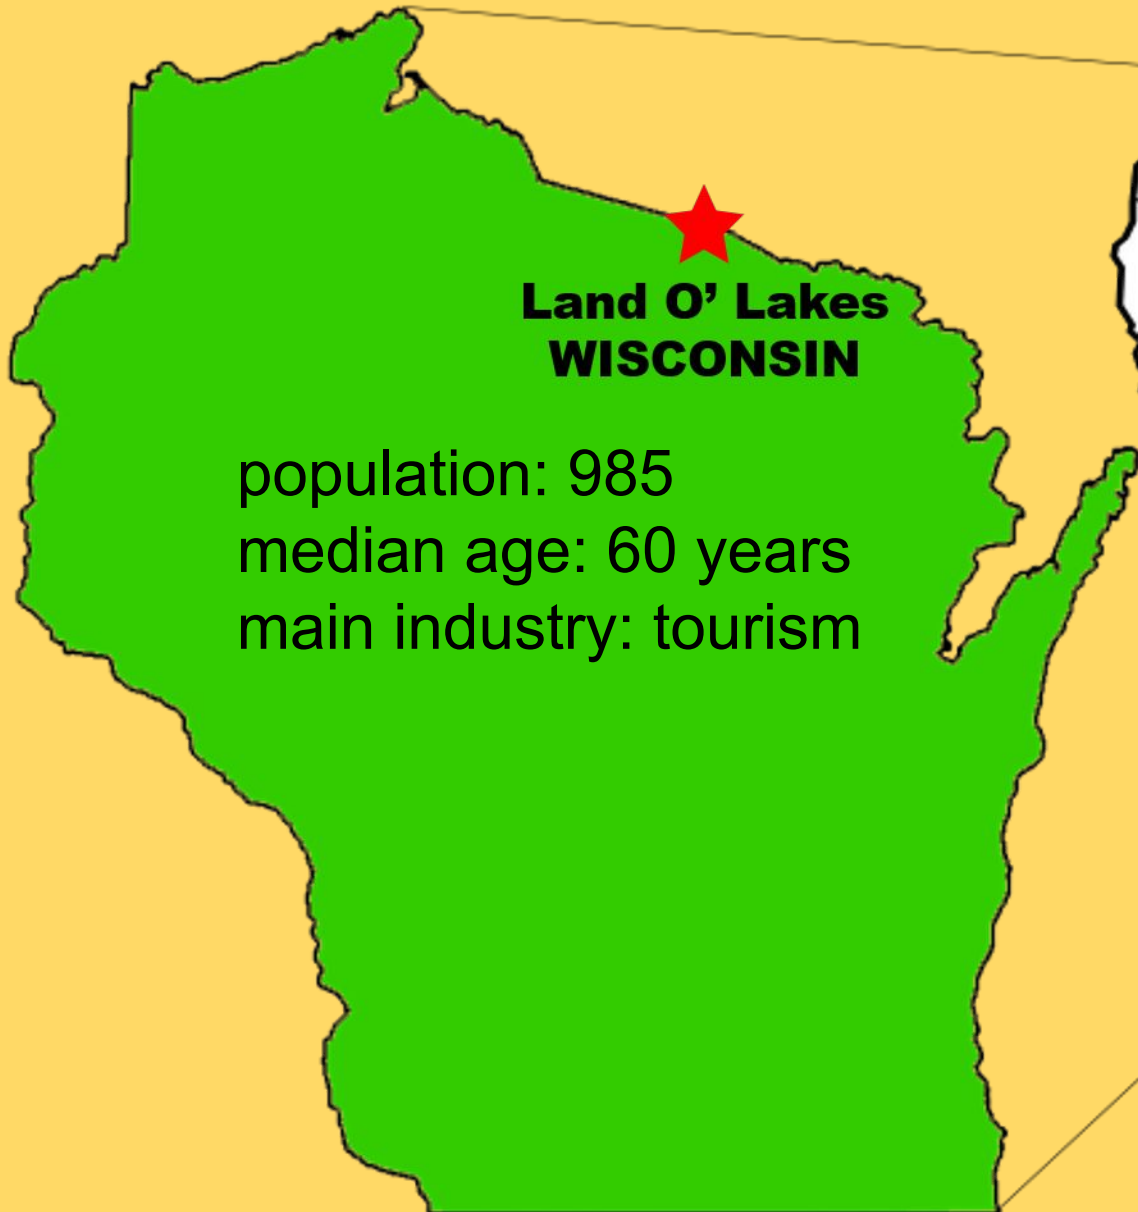 Land O’ Lakes
WISCONSIN
population: 985
median age: 60 years
main industry: tourism